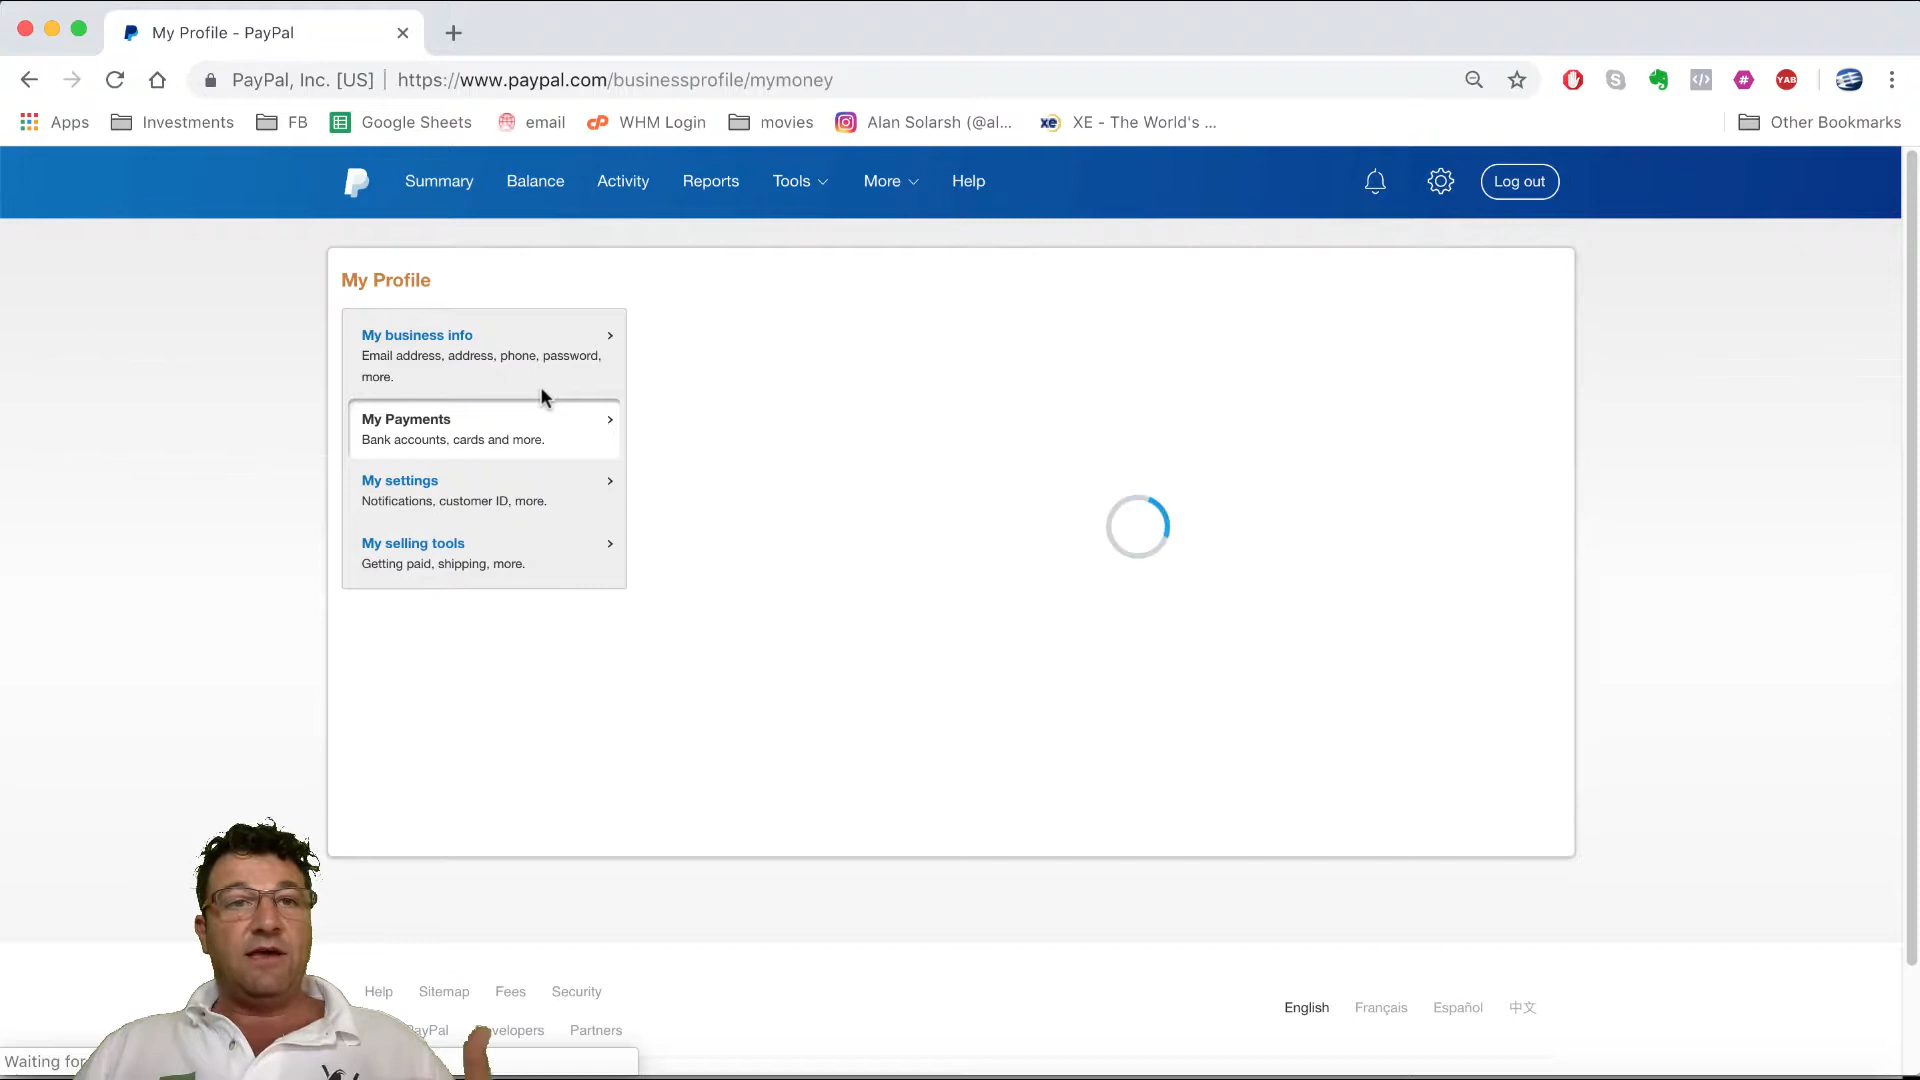 My Profile - PayPal
PayPal, Inc. [US] | https://www.paypal.com/businessprofile/mymoney
YAB
Apps Investments FB Google Sheets email WHM Login movies Alan Solarsh (@al... XE - The World's ... Other Bookmarks
Summary Balance Activity Reports Tools More Help Log out
My Profile
My business info
Email address, address, phone, password,
more.
My Payments
Bank accounts, cards and more.
My settings
Notifications, customer ID, more.
My selling tools
Getting paid, shipping, more.
Help Sitemap Fees Security
English Français Español 中文
Partners
Waiting for